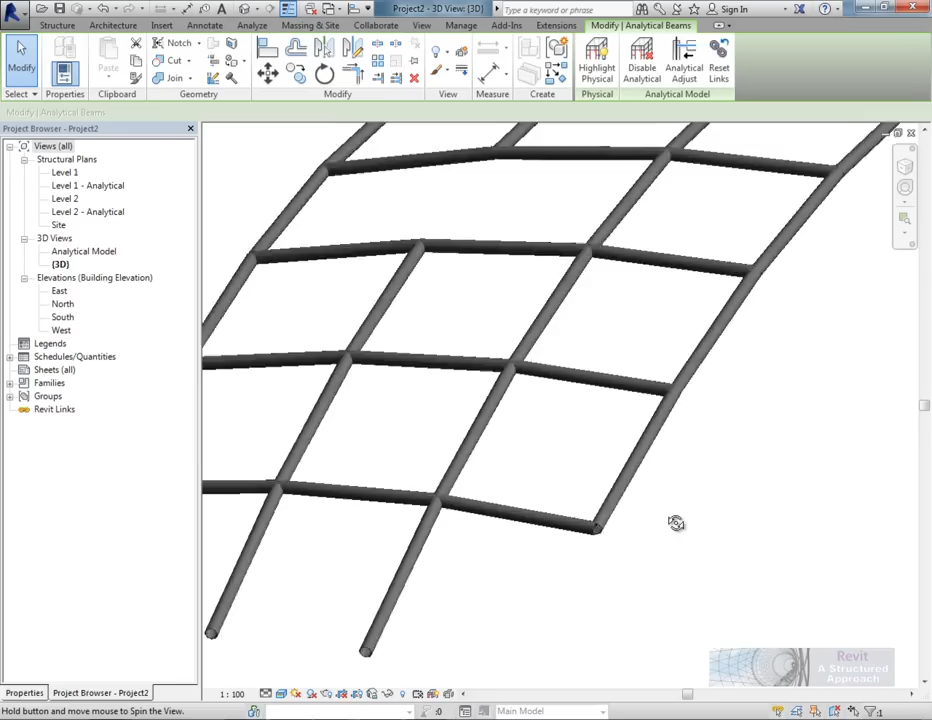 Project2 - 3D View: {3D}
Type a keyword or phrase
Sign In
Structure Architecture Insert Annotate Analyze Massing & Site Collaborate View Manage Add-Ins Extensions Modify | Analytical Beams
Modify
Properties
Paste
Notch
Cut
Join
Highlight Physical
Disable Analytical
Analytical Adjust
Reset Links
Select Properties Clipboard Geometry Modify View Measure Create Physical Analytical Model
Modify | Analytical Beams
Project Browser - Project2
Views (all)
Structural Plans
Level 1
Level 1 - Analytical
Level 2
Level 2 - Analytical
Site
3D Views
Analytical Model
{3D}
Elevations (Building Elevation)
East
North
South
West
Legends
Schedules/Quantities
Sheets (all)
Families
Groups
Revit Links
Revit
A Structured
Approach
Properties Project Browser - Project2
1 : 100
Hold button and move mouse to Spin the View.
:0
Main Model
:1